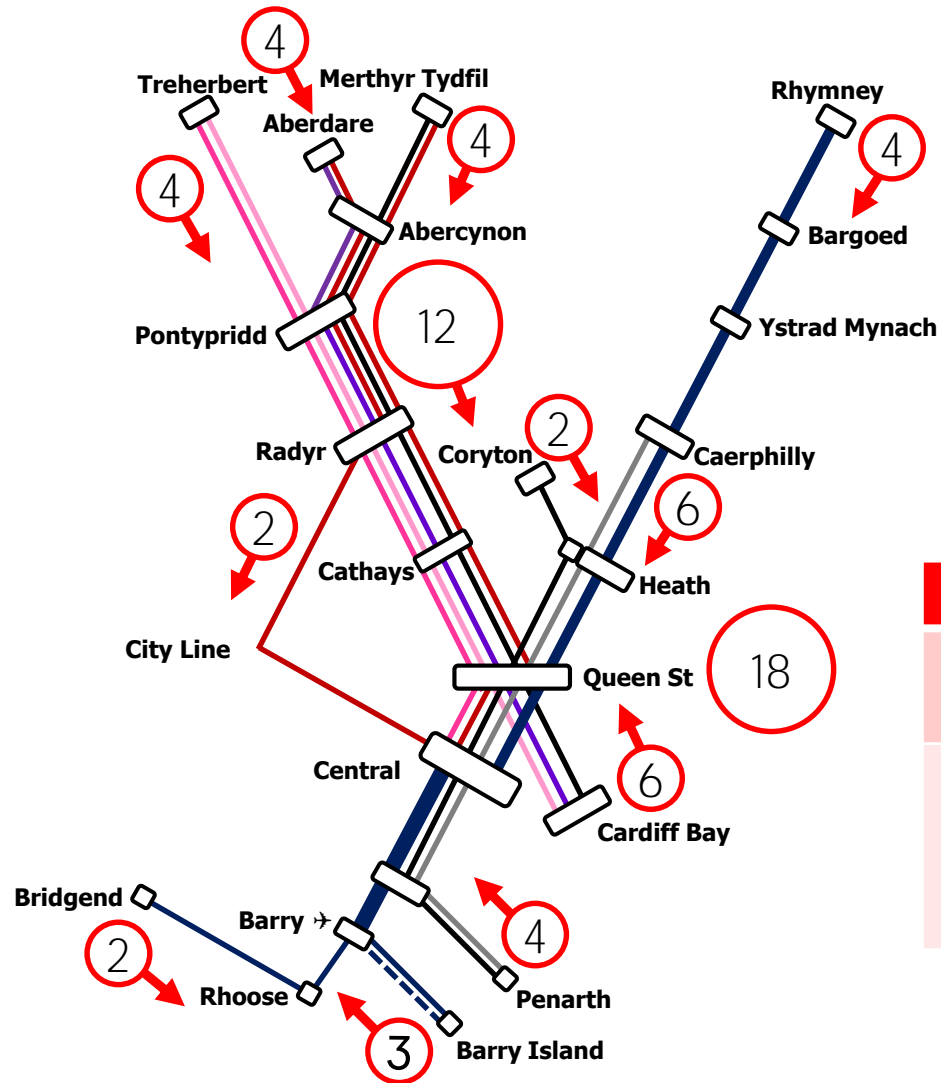 4
Treherbert
Merthyr Tydfil
Aberdare
Rhymney
4
4
4
Abercynon
Bargoed
12
Pontypridd
Ystrad Mynach
2
Radyr
Coryton
Caerphilly
2
6
Cathays
Heath
City Line
Queen St
18
Central
6
Cardiff Bay
Bridgend
Barry ✈
4
2
Rhoose
Penarth
3
Barry Island